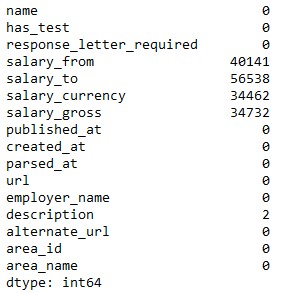 name 0
has_test 0
response_letter_required 0
salary_from 40141
salary_to 56538
salary_currency 34462
salary_gross 34732
published_at 0
created_at 0
parsed_at 0
url 0
employer_name 0
description 2
alternate_url 0
area_id 0
area_name 0
dtype: int64